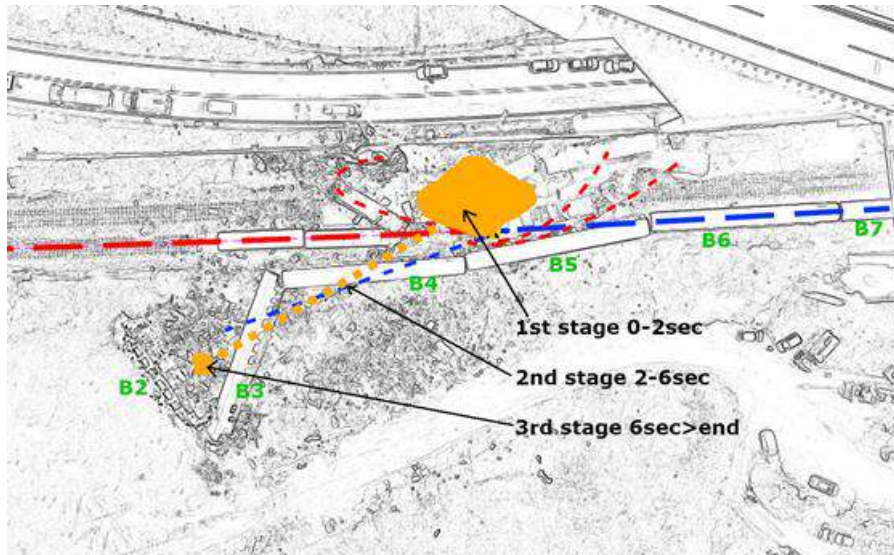 B7
B6
B5
B4
1st stage 0-2sec
2nd stage 2-6sec
B2
B3
3rd stage 6sec>end